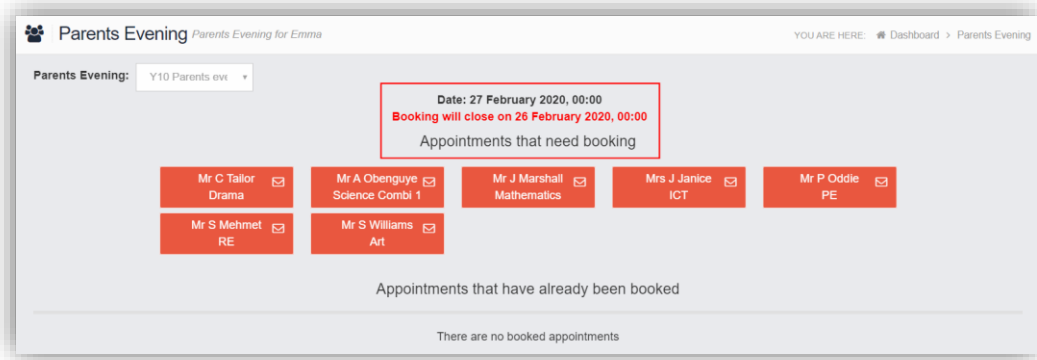 Parents Evening Parents Evening for Emma
YOU ARE HERE: Dashboard > Parents Evening
Parents Evening: Y10 Parents eve
Date: 27 February 2020, 00:00
Booking will close on 26 February 2020, 00:00
Appointments that need booking
Mr C Tailor
Drama
Mr A Obenguye
Science Combi 1
Mr J Marshall
Mathematics
Mrs J Janice
ICT
Mr P Oddie
PE
Mr S Mehmet
RE
Mr S Williams
Art
Appointments that have already been booked
There are no booked appointments